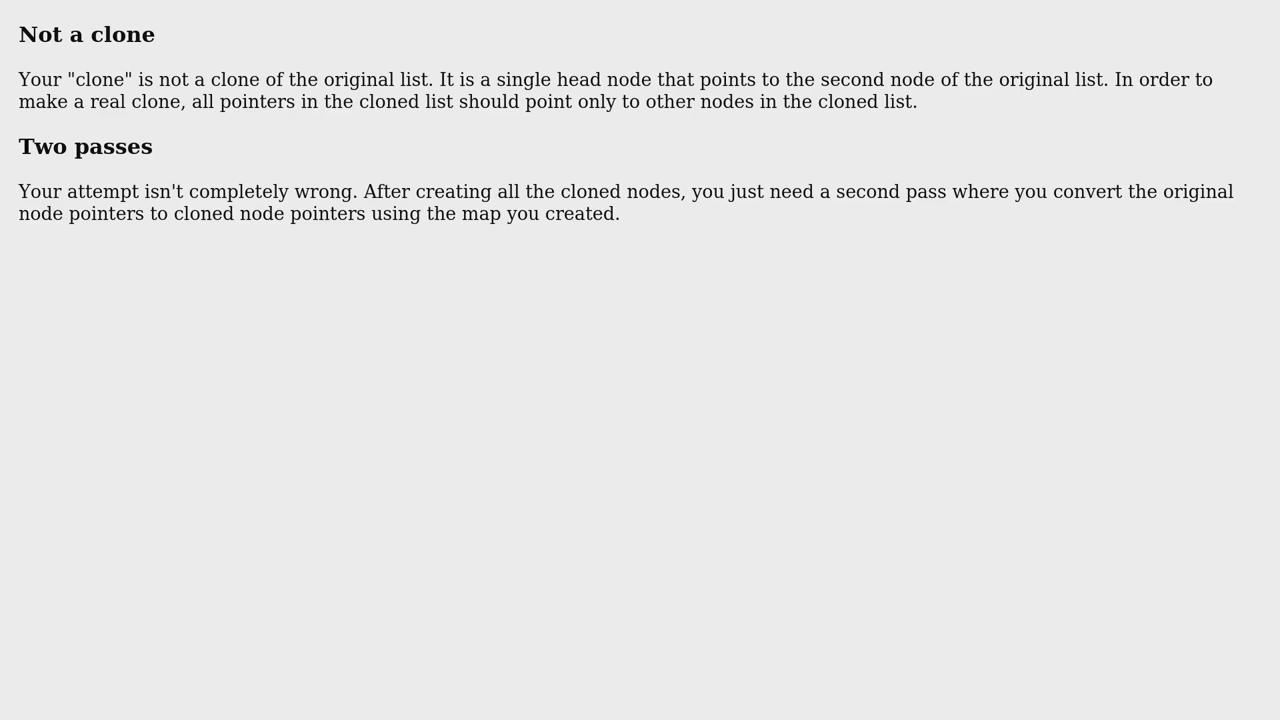 Not a clone
Your "clone" is not a clone of the original list. It is a single head node that points to the second node of the original list. In order to
make a real clone, all pointers in the cloned list should point only to other nodes in the cloned list.
Two passes
Your attempt isn't completely wrong. After creating all the cloned nodes, you just need a second pass where you convert the original
node pointers to cloned node pointers using the map you created.